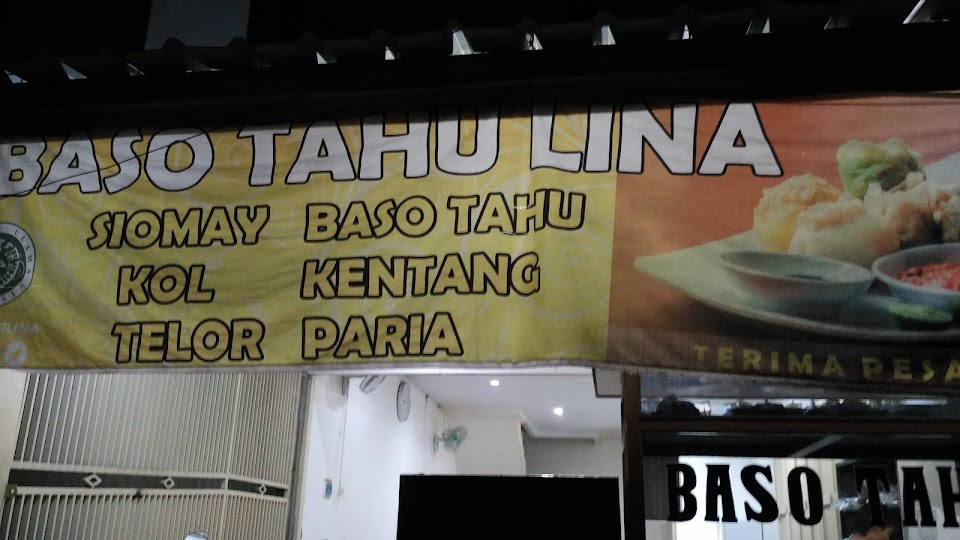 BASO TAHU LINA
SIOMAY BASO TAHU
KOL KENTANG
TELOR PARIA
TERIMA PESA
BASO TAH